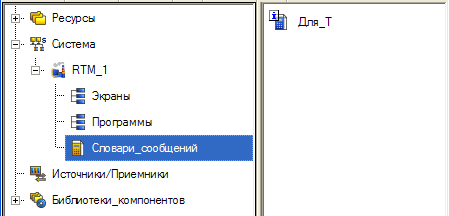 Ресурсы
Система
RTM_1
Экраны
Программы
Словари_сообщений
Источники/Приемники
Библиотеки_компонентов
Для_Т